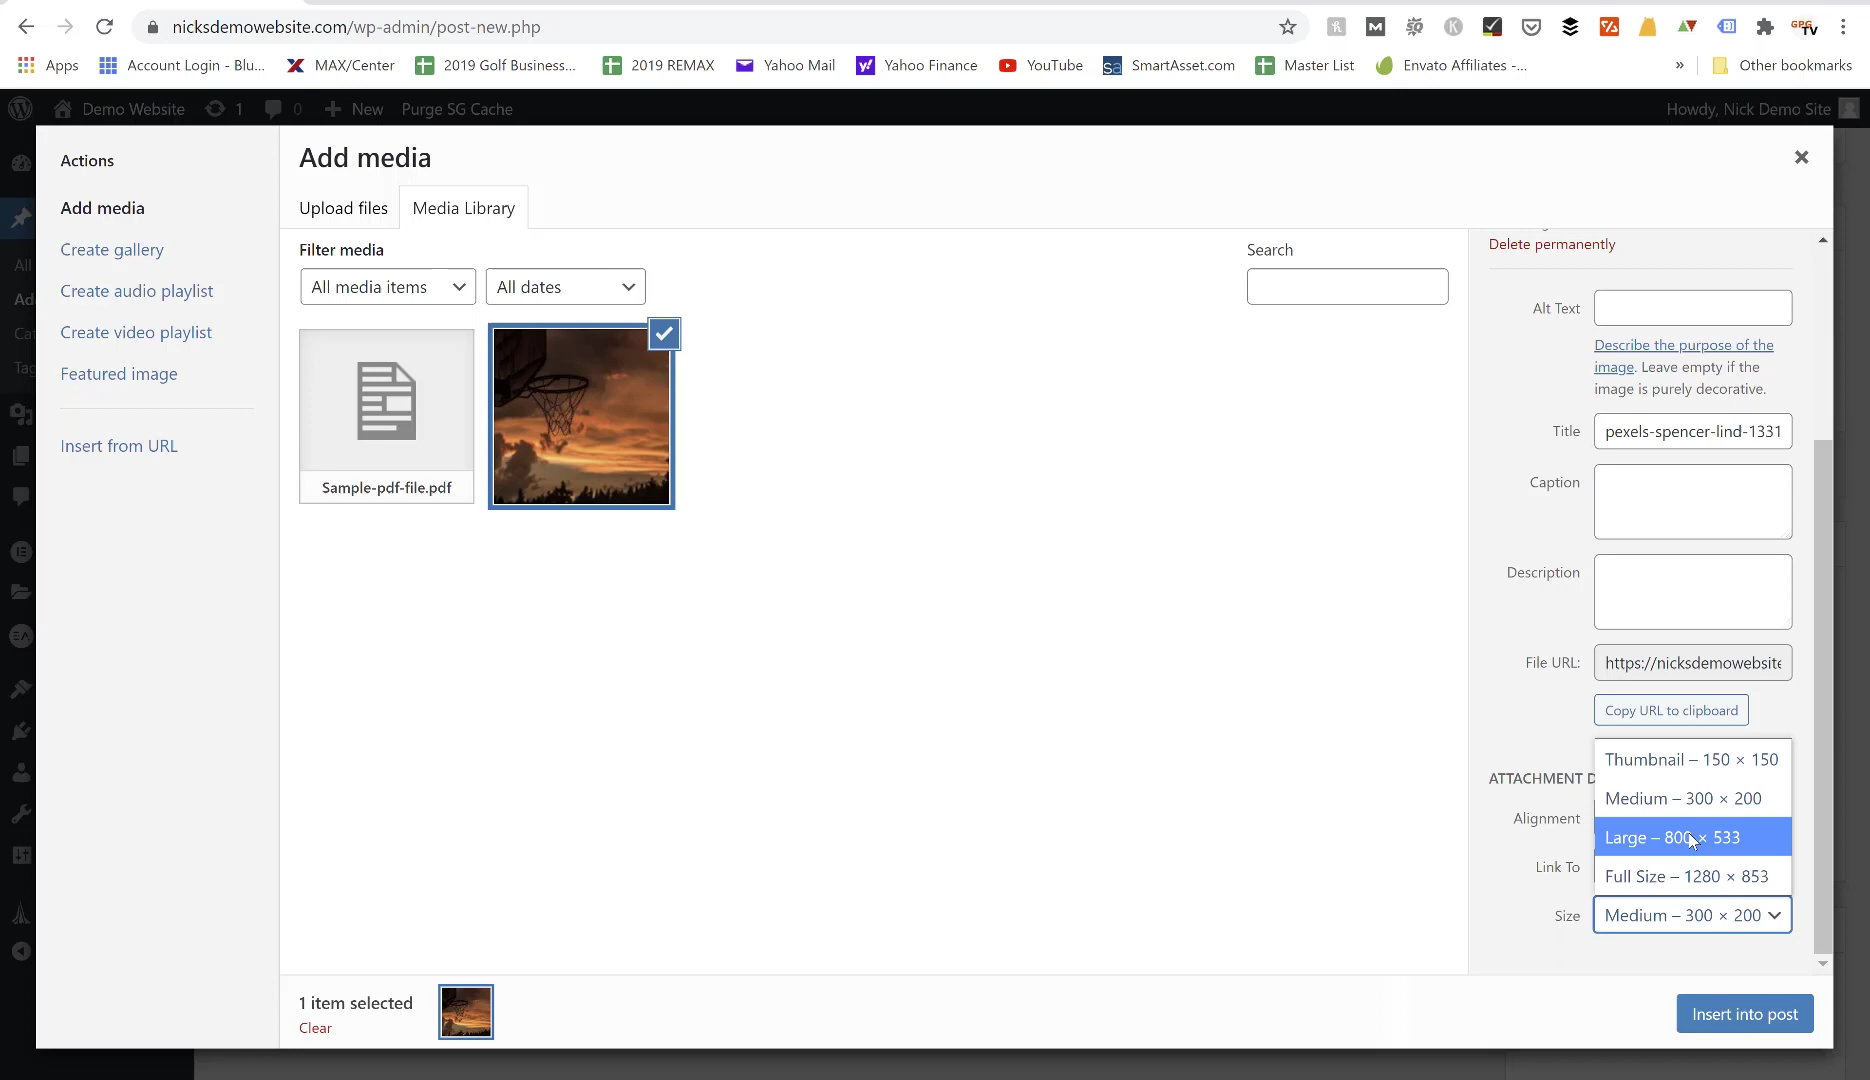 nicksdemowebsite.com/wp-admin/post-new.php
Apps
Account Login - Blu...
MAX/Center
2019 Golf Business...
2019 REMAX
Yahoo Mail
Yahoo Finance
YouTube
SmartAsset.com
Master List
Envato Affiliates -...
»
Other bookmarks
Demo Website
1
0
New
Purge SG Cache
Howdy, Nick Demo Site
Actions
Add media
Create gallery
Create audio playlist
Create video playlist
Featured image
Insert from URL
Add media
Upload files
Media Library
Filter media
All media items
All dates
Search
Sample-pdf-file.pdf
Delete permanently
Alt Text
Describe the purpose of the
image. Leave empty if the
image is purely decorative.
Title
pexels-spencer-lind-1331
Caption
Description
File URL:
https://nicksdemowebsite
Copy URL to clipboard
ATTACHMENT D
Alignment
Link To
Size
Thumbnail – 150 × 150
Medium – 300 × 200
Large – 800 × 533
Full Size – 1280 × 853
Medium – 300 × 200
1 item selected
Clear
Insert into post